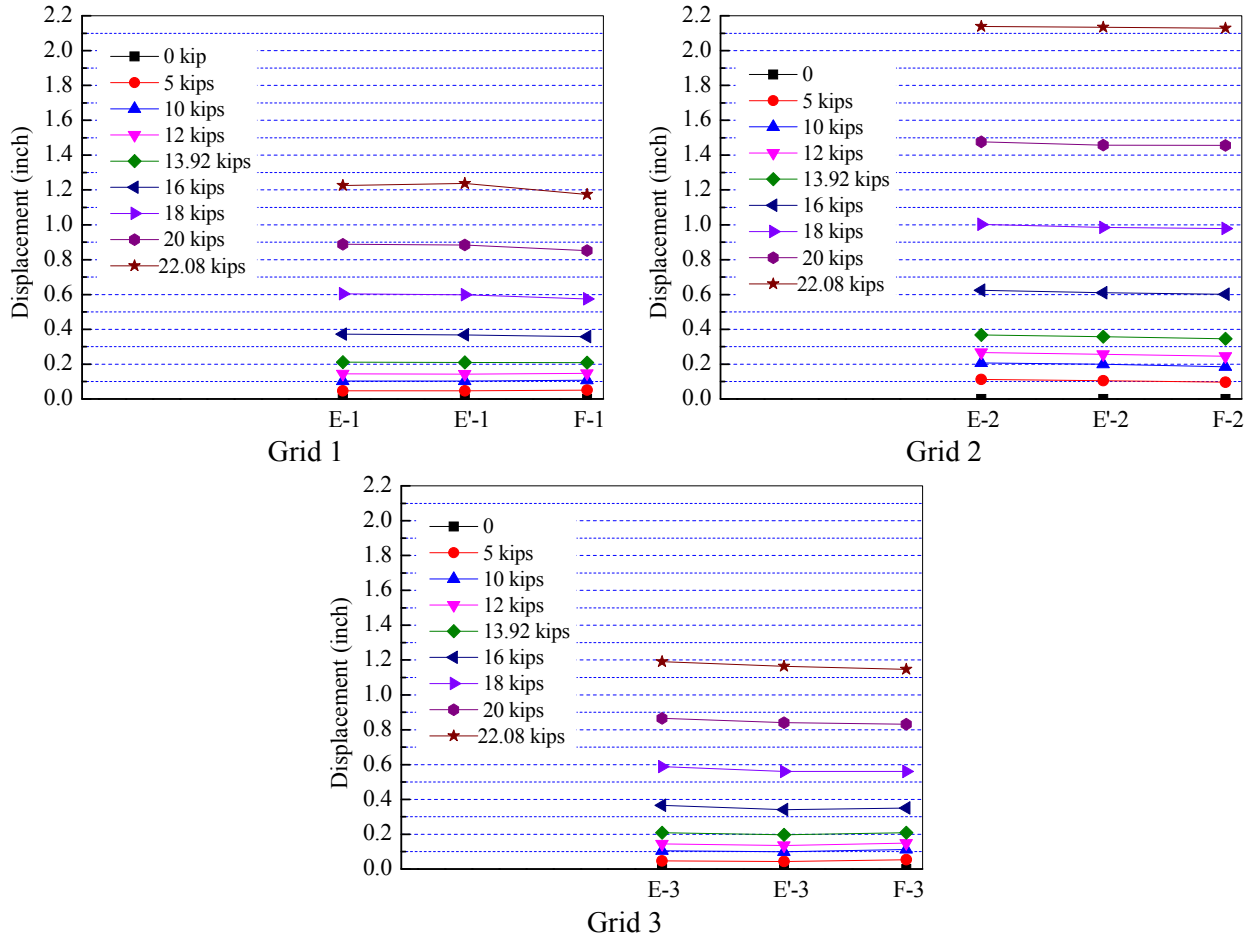 Displacement (inch)
2.2
2.0
1.8
1.6
1.4
1.2
1.0
0.8
0.6
0.4
0.2
0.0
0 kip
5 kips
10 kips
12 kips
13.92 kips
16 kips
18 kips
20 kips
22.08 kips
E-1 E'-1 F-1
Grid 1
Displacement (inch)
2.2
2.0
1.8
1.6
1.4
1.2
1.0
0.8
0.6
0.4
0.2
0.0
0
5 kips
10 kips
12 kips
13.92 kips
16 kips
18 kips
20 kips
22.08 kips
E-2 E'-2 F-2
Grid 2
Displacement (inch)
2.2
2.0
1.8
1.6
1.4
1.2
1.0
0.8
0.6
0.4
0.2
0.0
0
5 kips
10 kips
12 kips
13.92 kips
16 kips
18 kips
20 kips
22.08 kips
E-3 E'-3 F-3
Grid 3